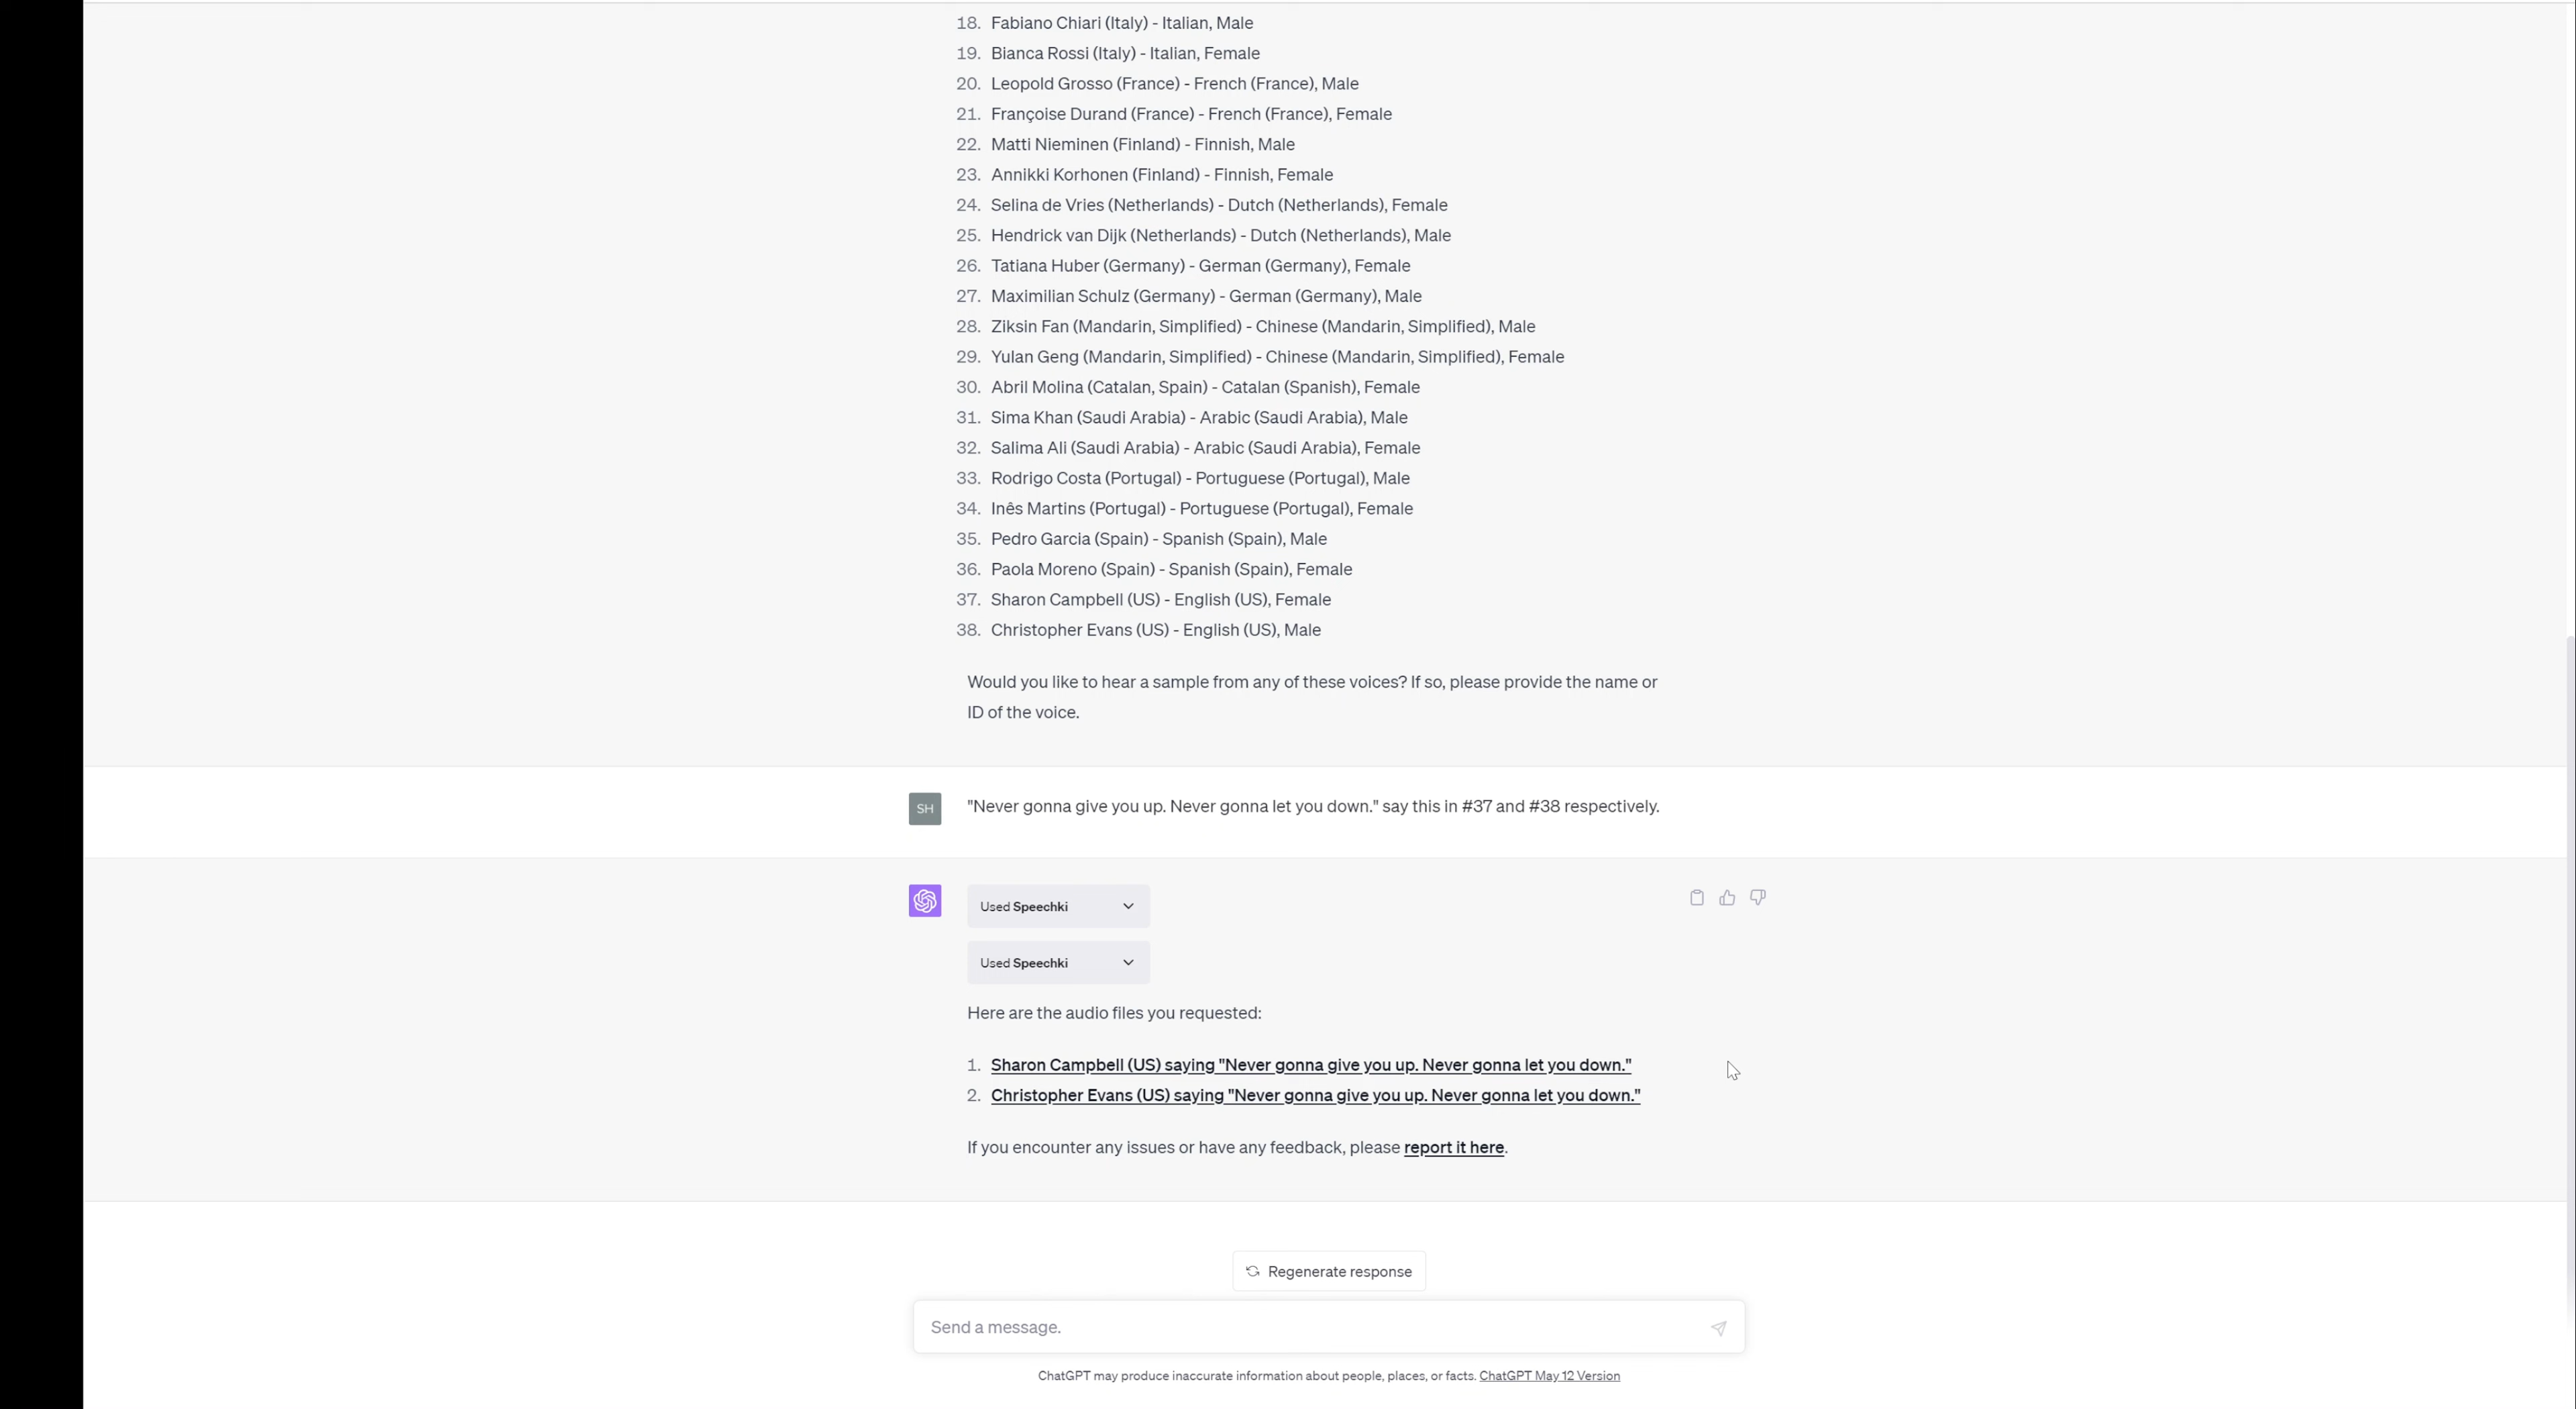 18. Fabiano Chiari (Italy) - Italian, Male
19. Bianca Rossi (Italy) - Italian, Female
20. Leopold Grosso (France) - French (France), Male
21. Françoise Durand (France) - French (France), Female
22. Matti Nieminen (Finland) - Finnish, Male
23. Annikki Korhonen (Finland) - Finnish, Female
24. Selina de Vries (Netherlands) - Dutch (Netherlands), Female
25. Hendrick van Dijk (Netherlands) - Dutch (Netherlands), Male
26. Tatiana Huber (Germany) - German (Germany), Female
27. Maximilian Schulz (Germany) - German (Germany), Male
28. Ziksin Fan (Mandarin, Simplified) - Chinese (Mandarin, Simplified), Male
29. Yulan Geng (Mandarin, Simplified) - Chinese (Mandarin, Simplified), Female
30. Abril Molina (Catalan, Spain) - Catalan (Spanish), Female
31. Sima Khan (Saudi Arabia) - Arabic (Saudi Arabia), Male
32. Salima Ali (Saudi Arabia) - Arabic (Saudi Arabia), Female
33. Rodrigo Costa (Portugal) - Portuguese (Portugal), Male
34. Inês Martins (Portugal) - Portuguese (Portugal), Female
35. Pedro Garcia (Spain) - Spanish (Spain), Male
36. Paola Moreno (Spain) - Spanish (Spain), Female
37. Sharon Campbell (US) - English (US), Female
38. Christopher Evans (US) - English (US), Male
Would you like to hear a sample from any of these voices? If so, please provide the name or
ID of the voice.
SH
"Never gonna give you up. Never gonna let you down." say this in #37 and #38 respectively.
Used Speechki
Used Speechki
Here are the audio files you requested:
1. Sharon Campbell (US) saying "Never gonna give you up. Never gonna let you down."
2. Christopher Evans (US) saying "Never gonna give you up. Never gonna let you down."
If you encounter any issues or have any feedback, please report it here.
Regenerate response
Send a message.
ChatGPT may produce inaccurate information about people, places, or facts. ChatGPT May 12 Version